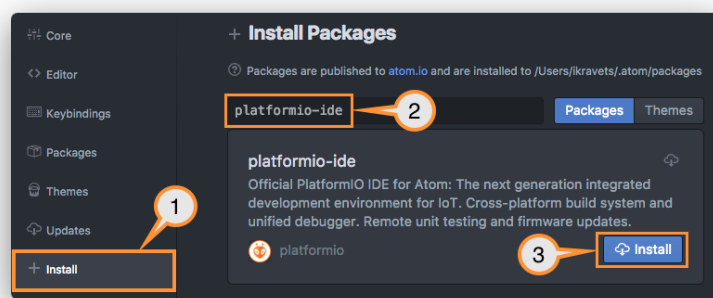 Core
Editor
Keybindings
Packages
Themes
Updates
+ Install
1
+ Install Packages
Packages are published to atom.io and are installed to /Users/ikravets/.atom/packages
platformio-ide
2
Packages
Themes
platformio-ide
Official PlatformIO IDE for Atom: The next generation integrated
development environment for IoT. Cross-platform build system and
unified debugger. Remote unit testing and firmware updates.
platformio
3
Install